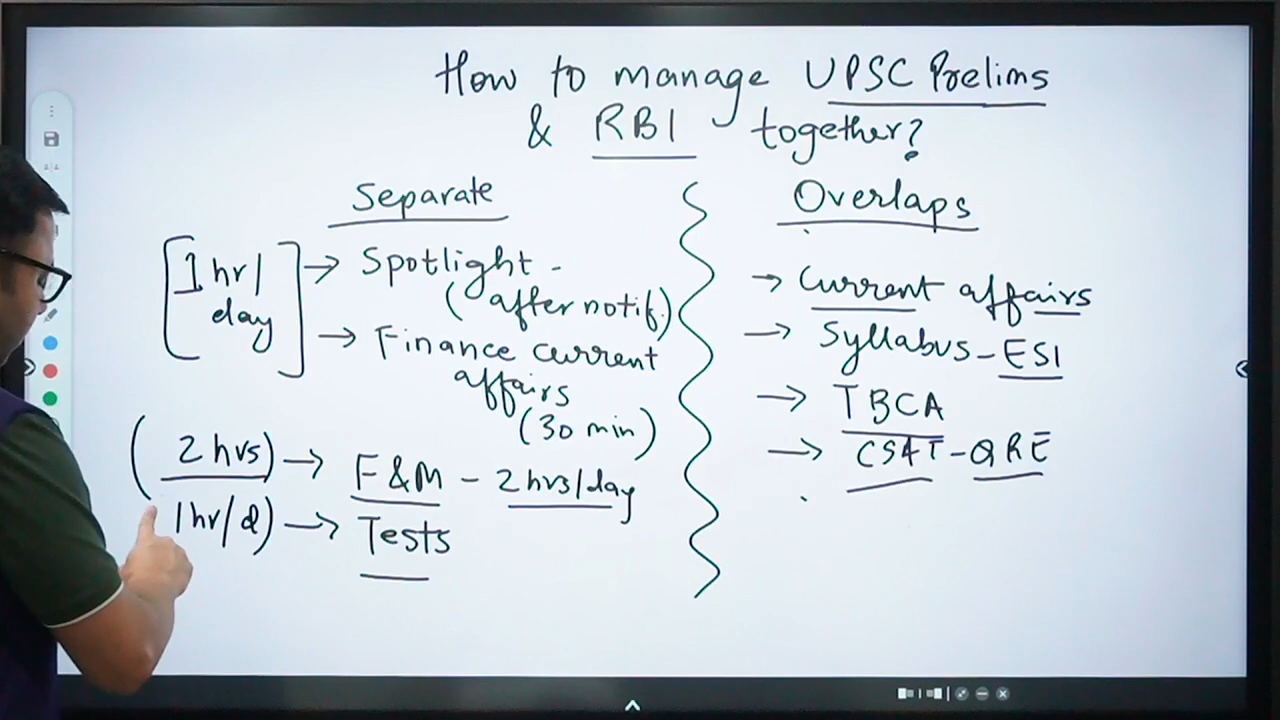 How to manage UPSC Prelims
& RBI together?
Separate
1 hr/
day
→ Spotlight -
(after notif.)
→ Finance current
affairs
(30 min)
(2 hrs) → F&M - 2 hrs/day
1 hr/d) → Tests
Overlaps
→ Current affairs
→ Syllabus - ESI
→ TBCA
→ CSAT - QRE